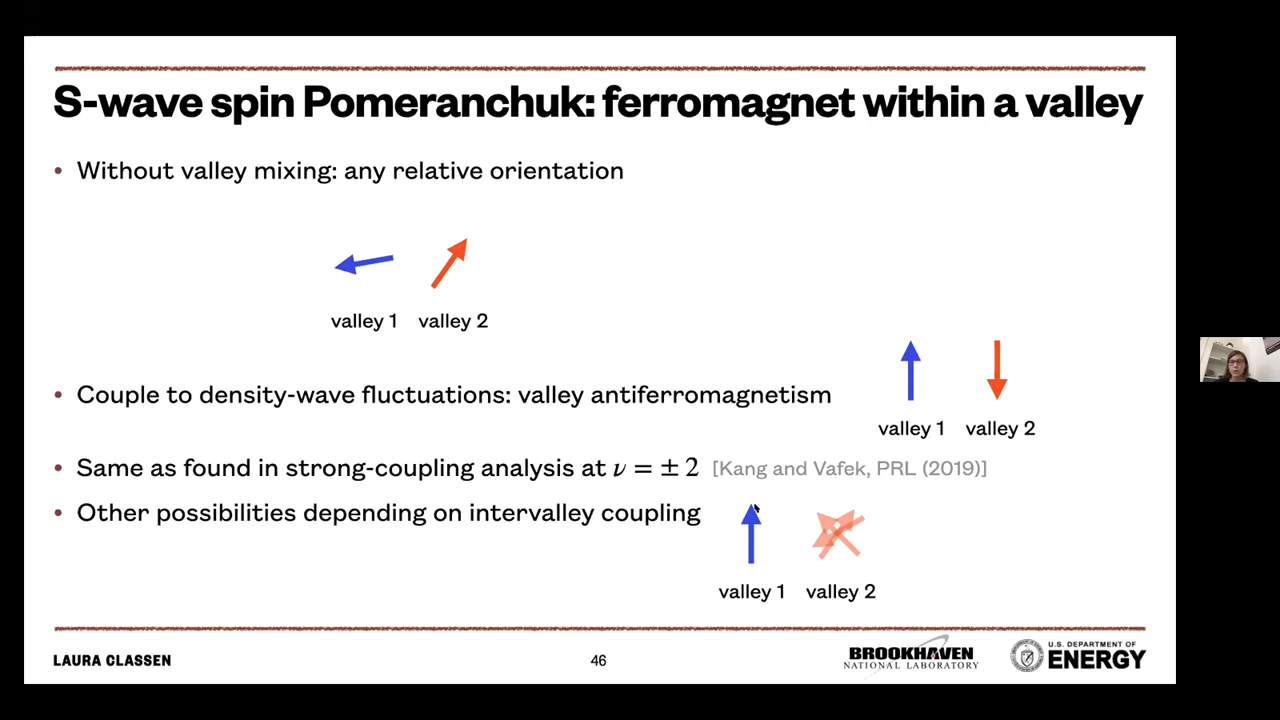 S-wave spin Pomeranchuk: ferromagnet within a valley
• Without valley mixing: any relative orientation
valley 1 valley 2
• Couple to density-wave fluctuations: valley antiferromagnetism
valley 1 valley 2
• Same as found in strong-coupling analysis at ν = ± 2 [Kang and Vafek, PRL (2019)]
• Other possibilities depending on intervalley coupling
valley 1 valley 2
LAURA CLASSEN
46
BROOKHAVEN
NATIONAL LABORATORY
U.S. DEPARTMENT OF
ENERGY